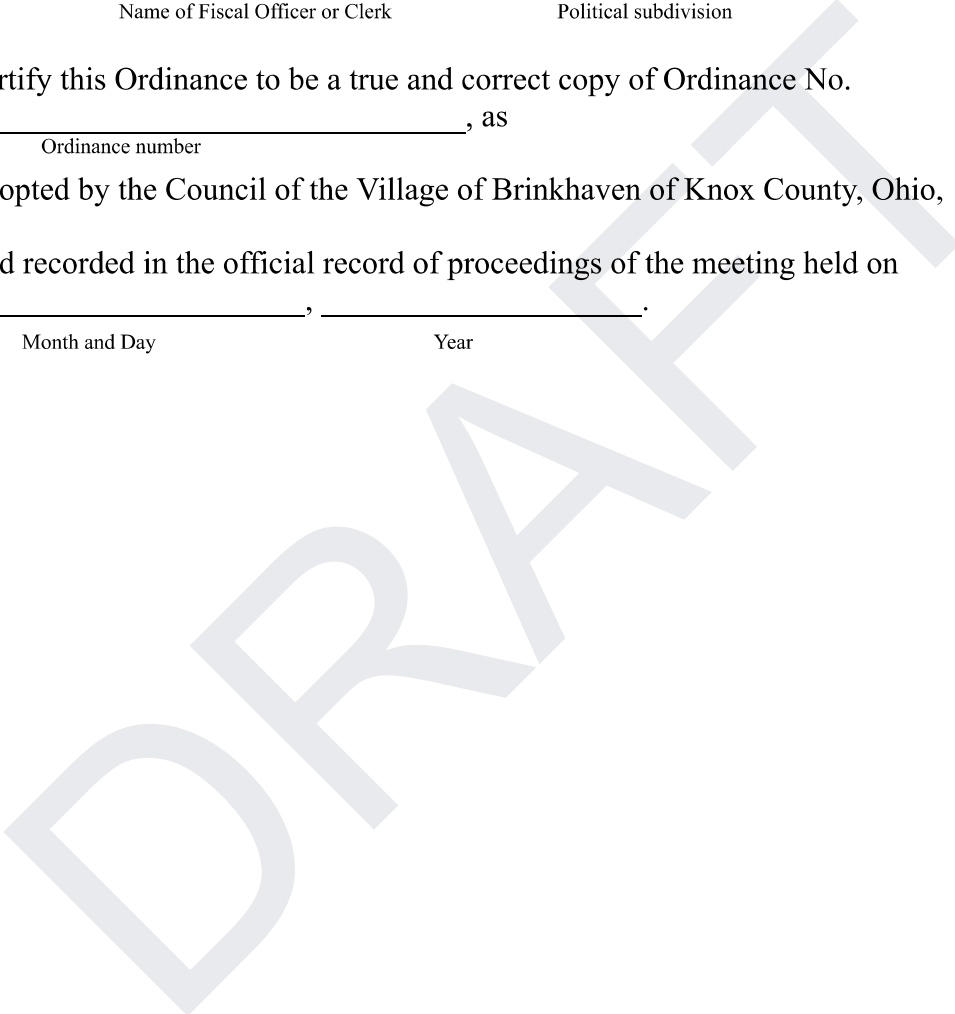 Name of Fiscal Officer or Clerk Political subdivision
rtify this Ordinance to be a true and correct copy of Ordinance No.
, as
Ordinance number
opted by the Council of the Village of Brinkhaven of Knox County, Ohio,
d recorded in the official record of proceedings of the meeting held on
, .
Month and Day Year
DRAFT